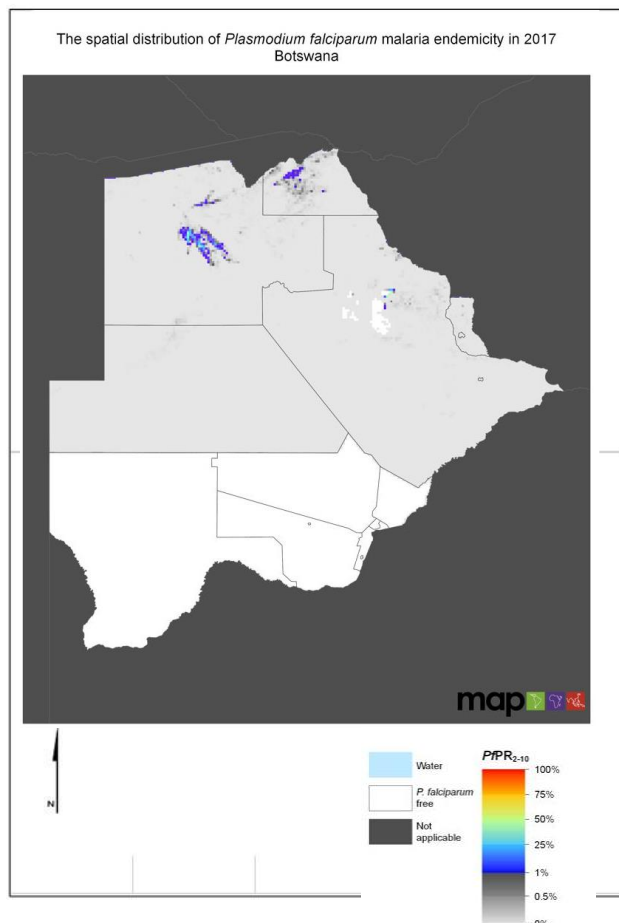 The spatial distribution of Plasmodium falciparum malaria endemicity in 2017
Botswana
map
N
Water
P. falciparum
free
Not
applicable
PfPR2-10
100%
75%
50%
25%
1%
0.5%
0%